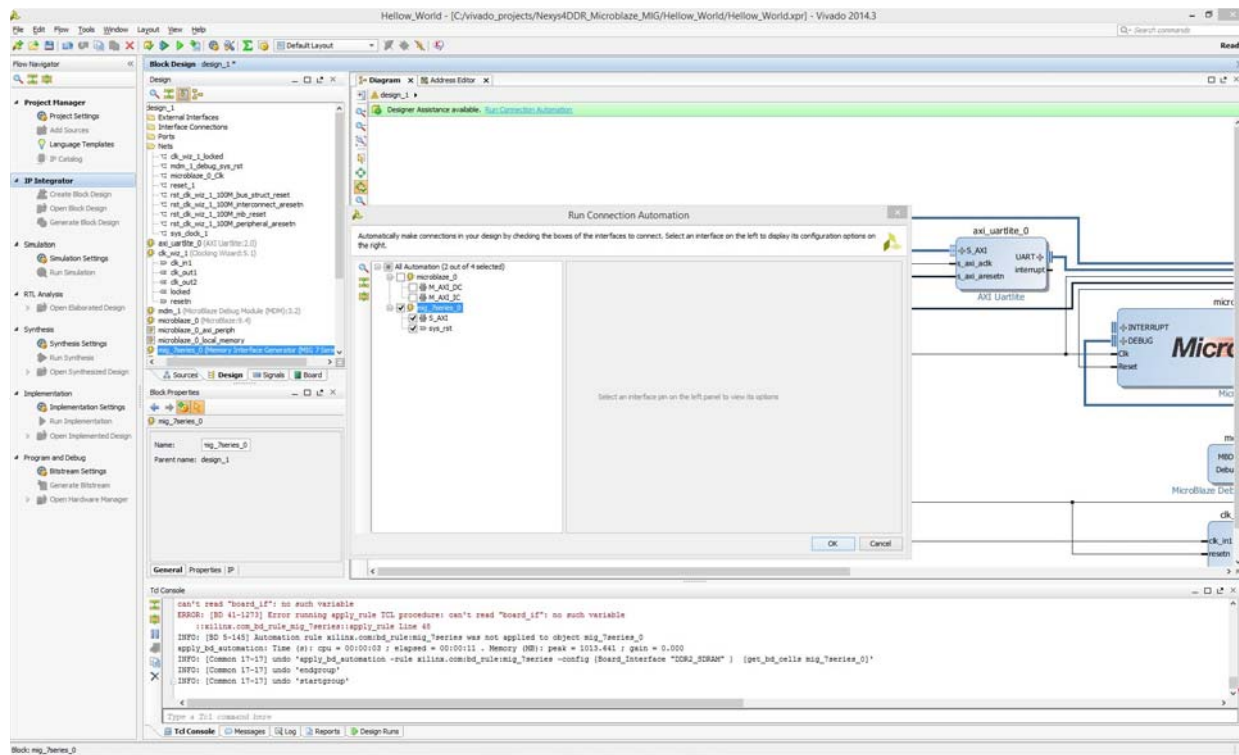 Hellow_World - [C:/vivado_projects/Nexys4DDR_Microblaze_MIG/Hellow_World/Hellow_World.xpr] - Vivado 2014.3
File Edit Flow Tools Window Layout View Help
Search commands
Default Layout
Read
Flow Navigator
Project Manager
Project Settings
Add Sources
Language Templates
IP Catalog
IP Integrator
Create Block Design
Open Block Design
Generate Block Design
Simulation
Simulation Settings
Run Simulation
RTL Analysis
Open Elaborated Design
Synthesis
Synthesis Settings
Run Synthesis
Open Synthesized Design
Implementation
Implementation Settings
Run Implementation
Open Implemented Design
Program and Debug
Bitstream Settings
Generate Bitstream
Open Hardware Manager
Block Design - design_1 *
Design
design_1
External Interfaces
Interface Connections
Ports
Nets
clk_wiz_1_locked
mdm_1_debug_sys_rst
microblaze_0_Clk
reset_1
rst_clk_wiz_1_100M_bus_struct_reset
rst_clk_wiz_1_100M_interconnect_aresetn
rst_clk_wiz_1_100M_mb_reset
rst_clk_wiz_1_100M_peripheral_aresetn
sys_clock_1
axi_uartlite_0 (AXI Uartlite:2.0)
clk_wiz_1 (Clocking Wizard:5.1)
clk_in1
clk_out1
clk_out2
locked
resetn
mdm_1 (MicroBlaze Debug Module (MDM):3.2)
microblaze_0 (MicroBlaze:9.4)
microblaze_0_axi_periph
microblaze_0_local_memory
mig_7series_0 (Memory Interface Generator (MIG 7 Serie
Sources Design Signals Board
Block Properties
mig_7series_0
Name: mig_7series_0
Parent name: design_1
General Properties IP
Diagram Address Editor
design_1
Designer Assistance available. Run Connection Automation
Run Connection Automation
Automatically make connections in your design by checking the boxes of the interfaces to connect. Select an interface on the left to display its configuration options on
the right.
All Automation (2 out of 4 selected)
microblaze_0
M_AXI_DC
M_AXI_IC
mig_7series_0
S_AXI
sys_rst
Select an interface pin on the left panel to view its options
OK Cancel
axi_uartlite_0
S_AXI
s_axi_aclk
s_axi_aresetn
UART
interrupt
AXI Uartlite
micro
INTERRUPT
DEBUG
Clk
Reset
Micro
Mic
m
MBD
Debu
MicroBlaze Deb
clk_
clk_in1
resetn
Tcl Console
can't read "board_if": no such variable
ERROR: [BD 41-1273] Error running apply_rule TCL procedure: can't read "board_if": no such variable
::xilinx.com_bd_rule_mig_7series::apply_rule Line 48
INFO: [BD 5-145] Automation rule xilinx.com:bd_rule:mig_7series was not applied to object mig_7series_0
apply_bd_automation: Time (s): cpu = 00:00:03 ; elapsed = 00:00:11 . Memory (MB): peak = 1013.641 ; gain = 0.000
INFO: [Common 17-17] undo 'apply_bd_automation -rule xilinx.com:bd_rule:mig_7series -config {Board_Interface "DDR2_SDRAM" } [get_bd_cells mig_7series_0]'
INFO: [Common 17-17] undo 'endgroup'
INFO: [Common 17-17] undo 'startgroup'
Type a Tcl command here
Tcl Console Messages Log Reports Design Runs
Block: mig_7series_0